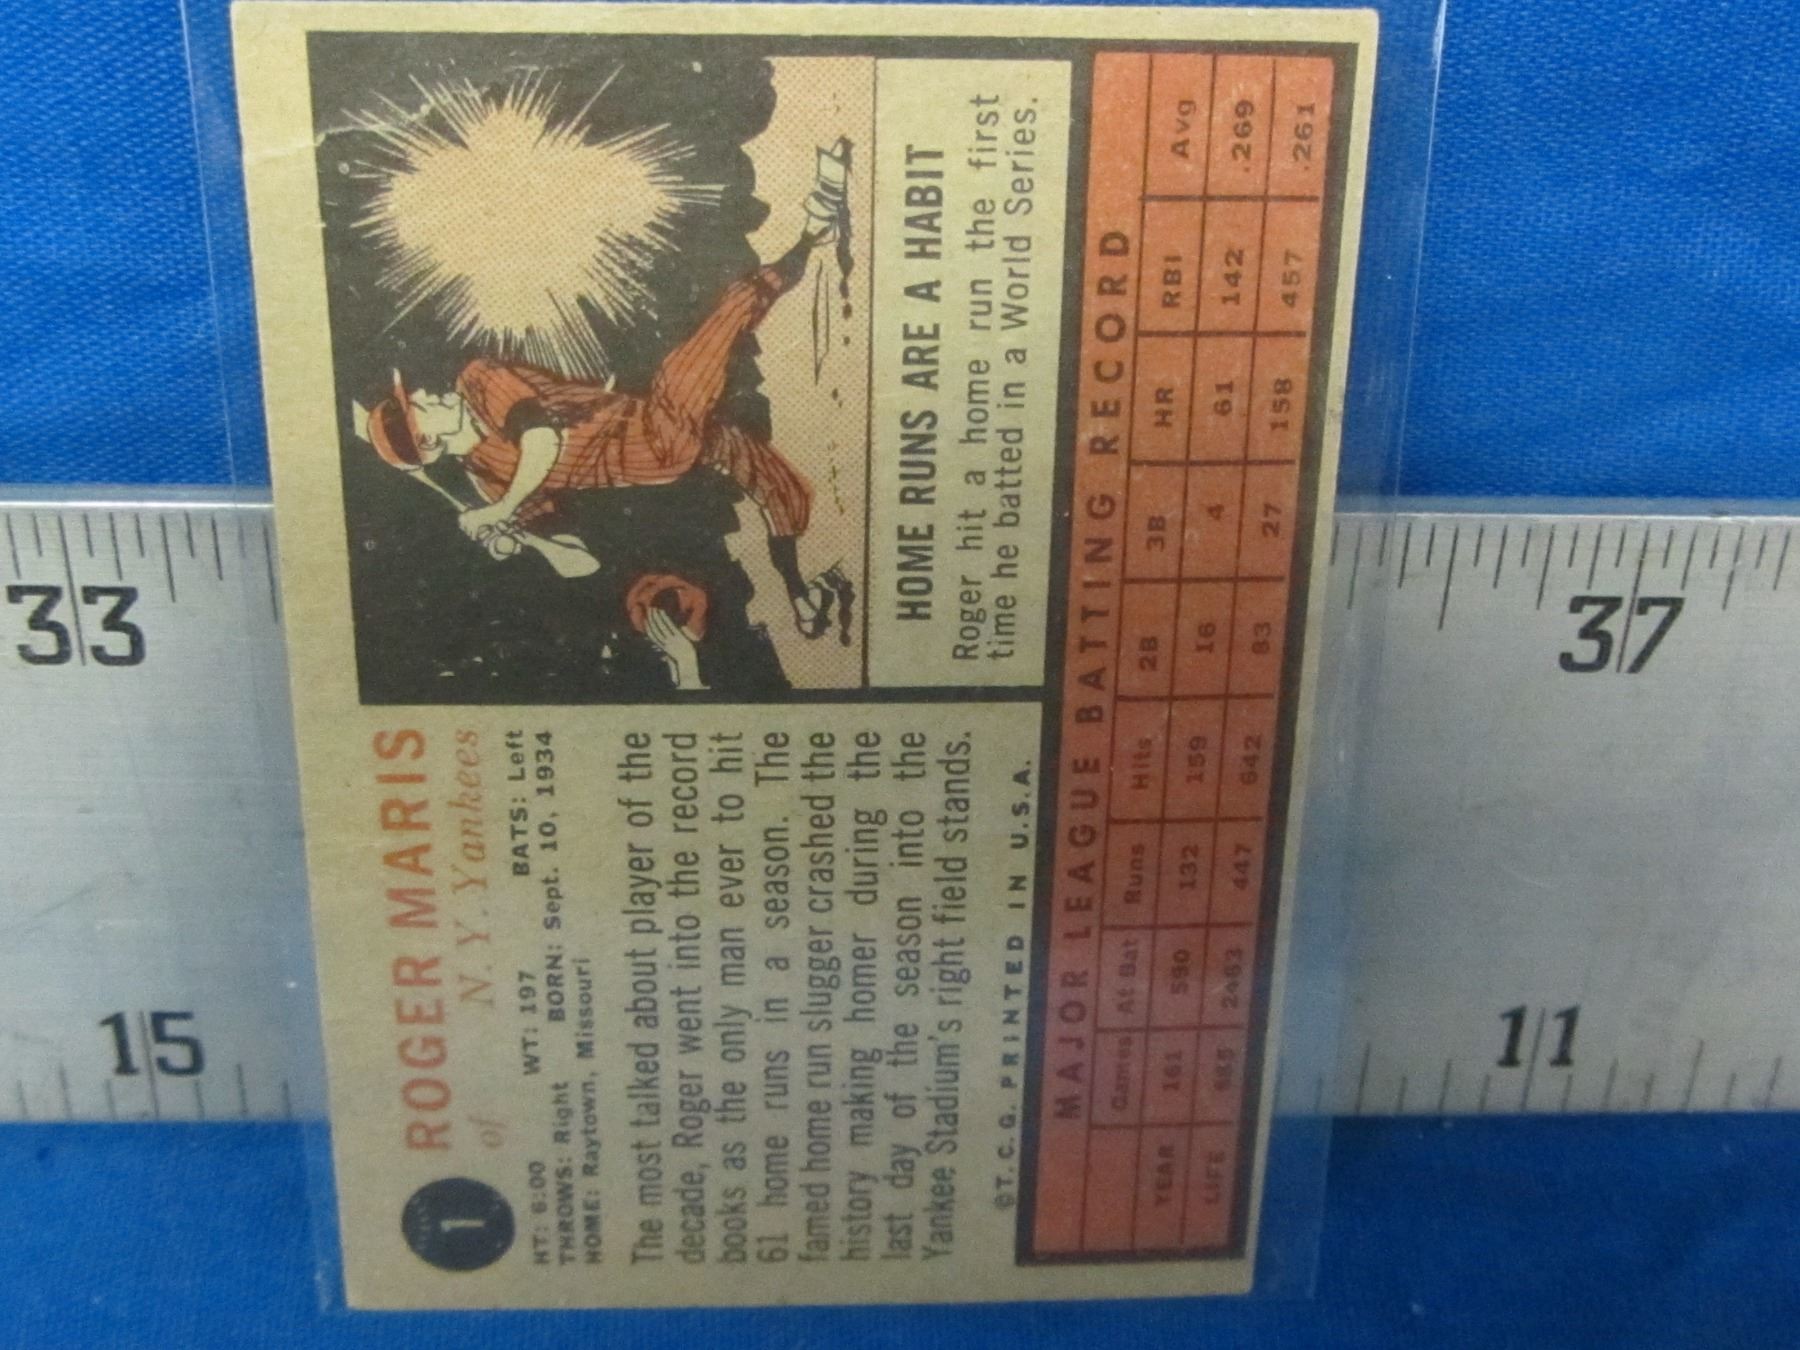 1
ROGER MARIS
of N. Y. Yankees
HT: 6:00 WT: 197 BATS: Left
THROWS: Right BORN: Sept. 10, 1934
HOME: Raytown, Missouri
The most talked about player of the
decade, Roger went into the record
books as the only man ever to hit
61 home runs in a season. The
famed home run slugger crashed the
history making homer during the
last day of the season into the
Yankee Stadium's right field stands.
©T. C. G. PRINTED IN U. S. A.
HOME RUNS ARE A HABIT
Roger hit a home run the first
time he batted in a World Series.
MAJOR LEAGUE BATTING RECORD
Games At Bat Runs Hits 2B 3B HR RBI Avg
YEAR 161 590 132 159 16 4 61 142 .269
LIFE 685 2463 447 642 83 27 158 457 .261
33
37
15
11